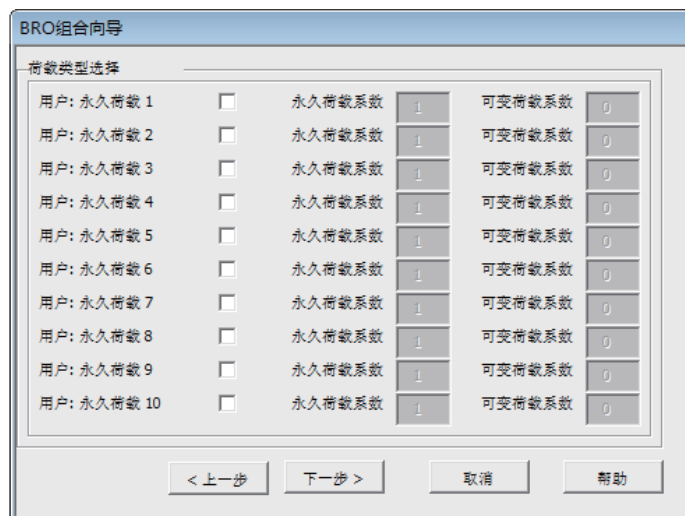 BRO组合向导
荷载类型选择
用户: 永久荷载 1 永久荷载系数 1 可变荷载系数 0
用户: 永久荷载 2 永久荷载系数 1 可变荷载系数 0
用户: 永久荷载 3 永久荷载系数 1 可变荷载系数 0
用户: 永久荷载 4 永久荷载系数 1 可变荷载系数 0
用户: 永久荷载 5 永久荷载系数 1 可变荷载系数 0
用户: 永久荷载 6 永久荷载系数 1 可变荷载系数 0
用户: 永久荷载 7 永久荷载系数 1 可变荷载系数 0
用户: 永久荷载 8 永久荷载系数 1 可变荷载系数 0
用户: 永久荷载 9 永久荷载系数 1 可变荷载系数 0
用户: 永久荷载 10 永久荷载系数 1 可变荷载系数 0
< 上一步 下一步 > 取消 帮助